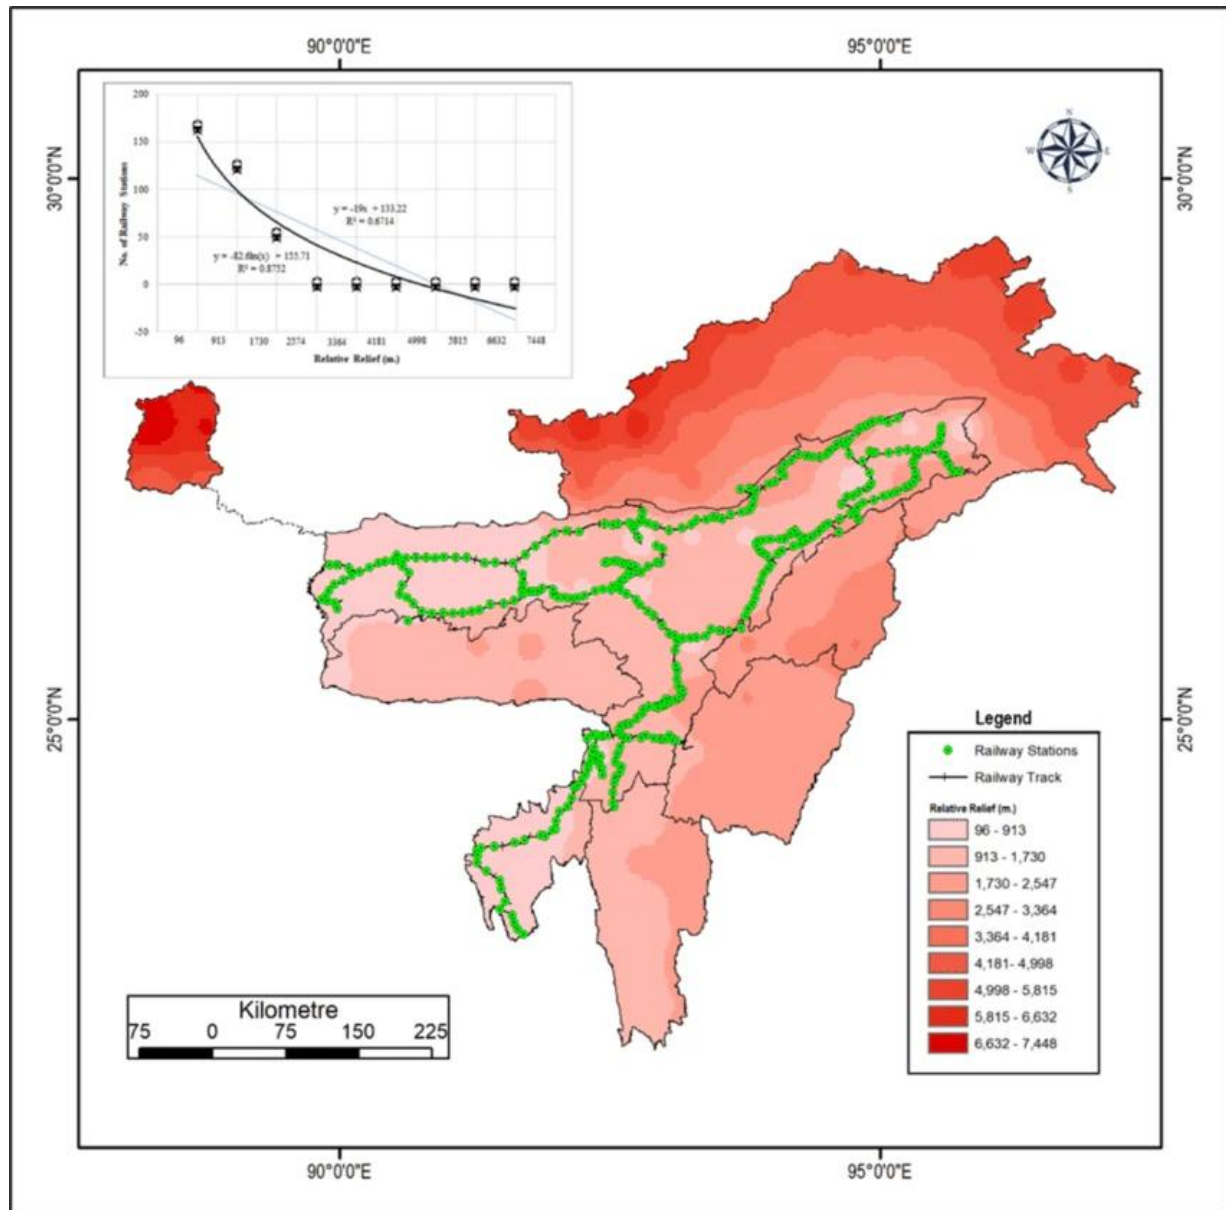 90°0'0"E 95°0'0"E
30°0'0"N 30°0'0"N
N
W E
S
200
150
100
50
0
-50
No. of Railway Stations
y = -19x + 133.22
R² = 0.6714
y = -82.6ln(x) + 155.71
R² = 0.8752
96 913 1730 2574 3364 4181 4998 5815 6632 7448
Relative Relief (m.)
25°0'0"N 25°0'0"N
Legend
Railway Stations
Railway Track
Relative Relief (m.)
96 - 913
913 - 1,730
1,730 - 2,547
2,547 - 3,364
3,364 - 4,181
4,181- 4,998
4,998 - 5,815
5,815 - 6,632
6,632 - 7,448
Kilometre
75 0 75 150 225
90°0'0"E 95°0'0"E